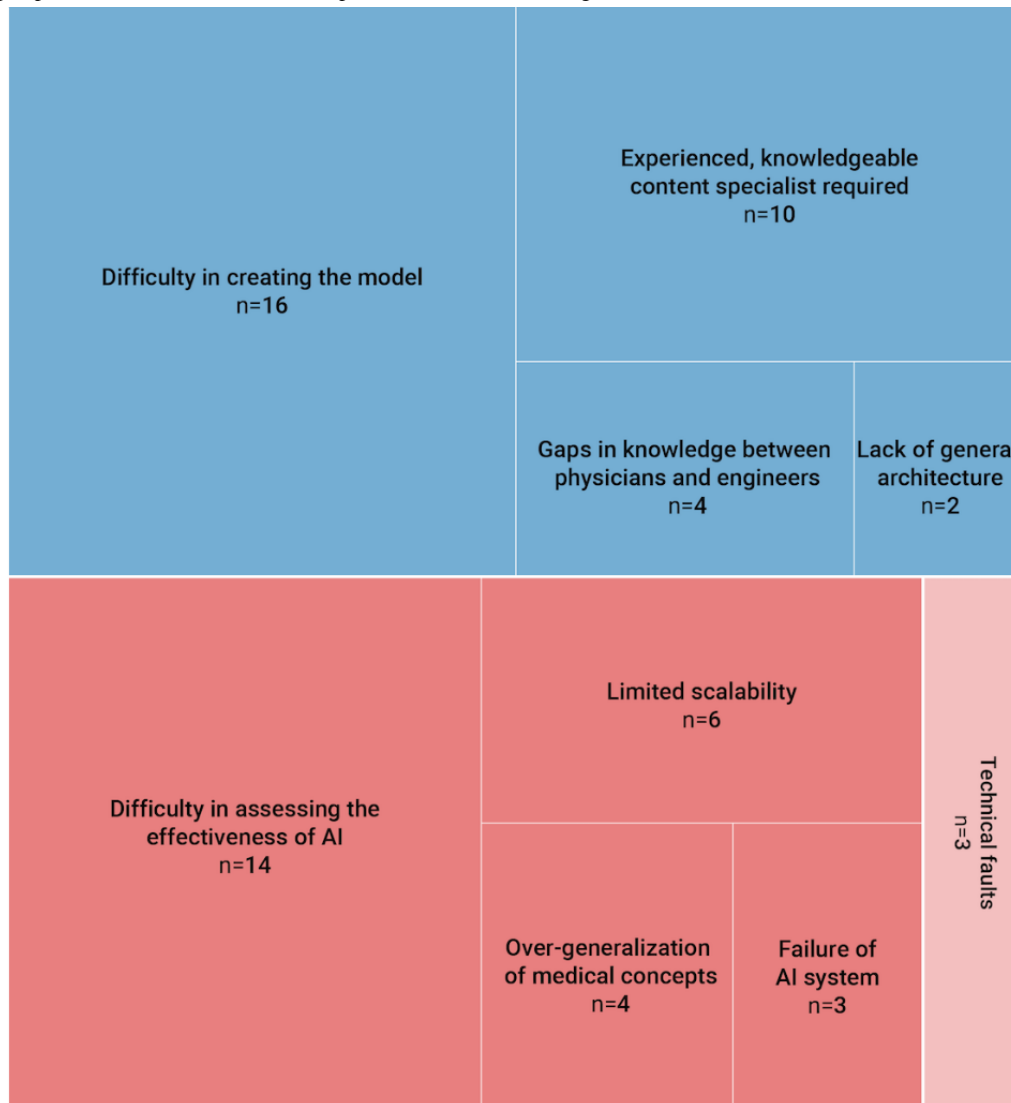 Difficulty in creating the model
n=16
Experienced, knowledgeable
content specialist required
n=10
Gaps in knowledge between
physicians and engineers
n=4
Lack of genera
architecture
n=2
Difficulty in assessing the
effectiveness of AI
n=14
Limited scalability
n=6
Over-generalization
of medical concepts
n=4
Failure of
AI system
n=3
Technical faults
n=3